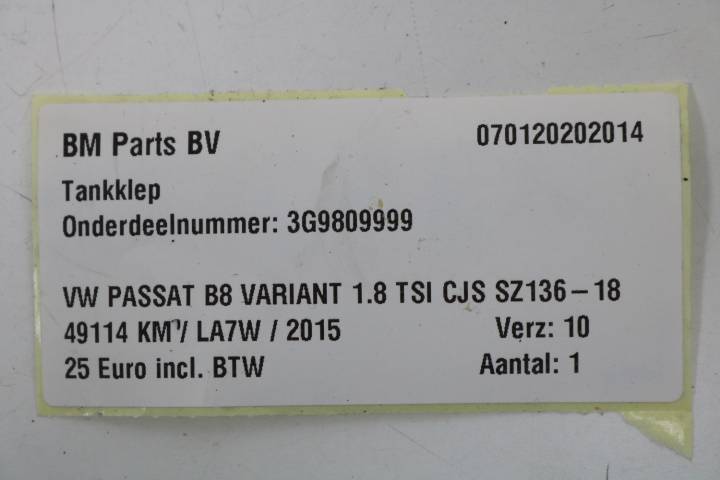 BM Parts BV 070120202014
Tankklep
Onderdeelnummer: 3G9809999
VW PASSAT B8 VARIANT 1.8 TSI CJS SZ136-18
49114 KM / LA7W / 2015 Verz: 10
25 Euro incl. BTW Aantal: 1